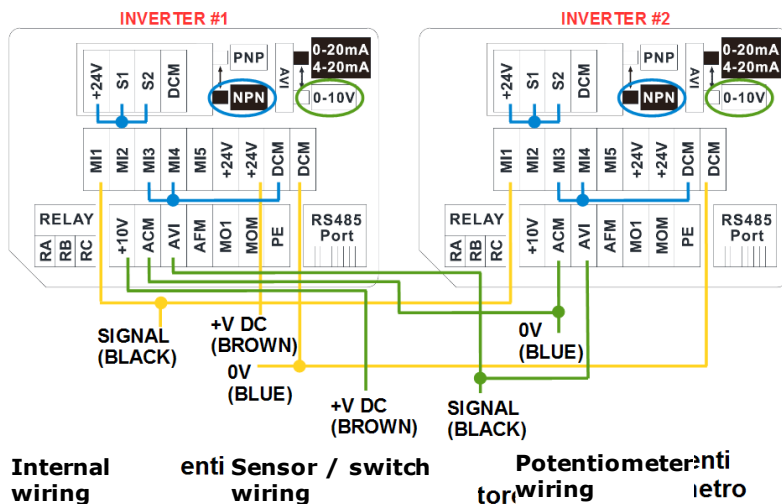 INVERTER #1
INVERTER #2
+24V S1 S2 DCM
PNP
NPN
AVI
0-20mA
4-20mA
0-10V
+24V S1 S2 DCM
PNP
NPN
AVI
0-20mA
4-20mA
0-10V
MI1 MI2 MI3 MI4 MI5 +24V +24V DCM DCM
MI1 MI2 MI3 MI4 MI5 +24V +24V DCM DCM
RELAY
RA RB RC
+10V ACM AVI AFM MO1 MOM PE
RS485
Port
RELAY
RA RB RC
+10V ACM AVI AFM MO1 MOM PE
RS485
Port
SIGNAL
(BLACK)
+V DC
(BROWN)
0V
(BLUE)
0V
(BLUE)
+V DC
(BROWN)
SIGNAL
(BLACK)
Internal
wiring
enti
Sensor / switch
wiring
Potentiometer
wiring
enti
tor
netro